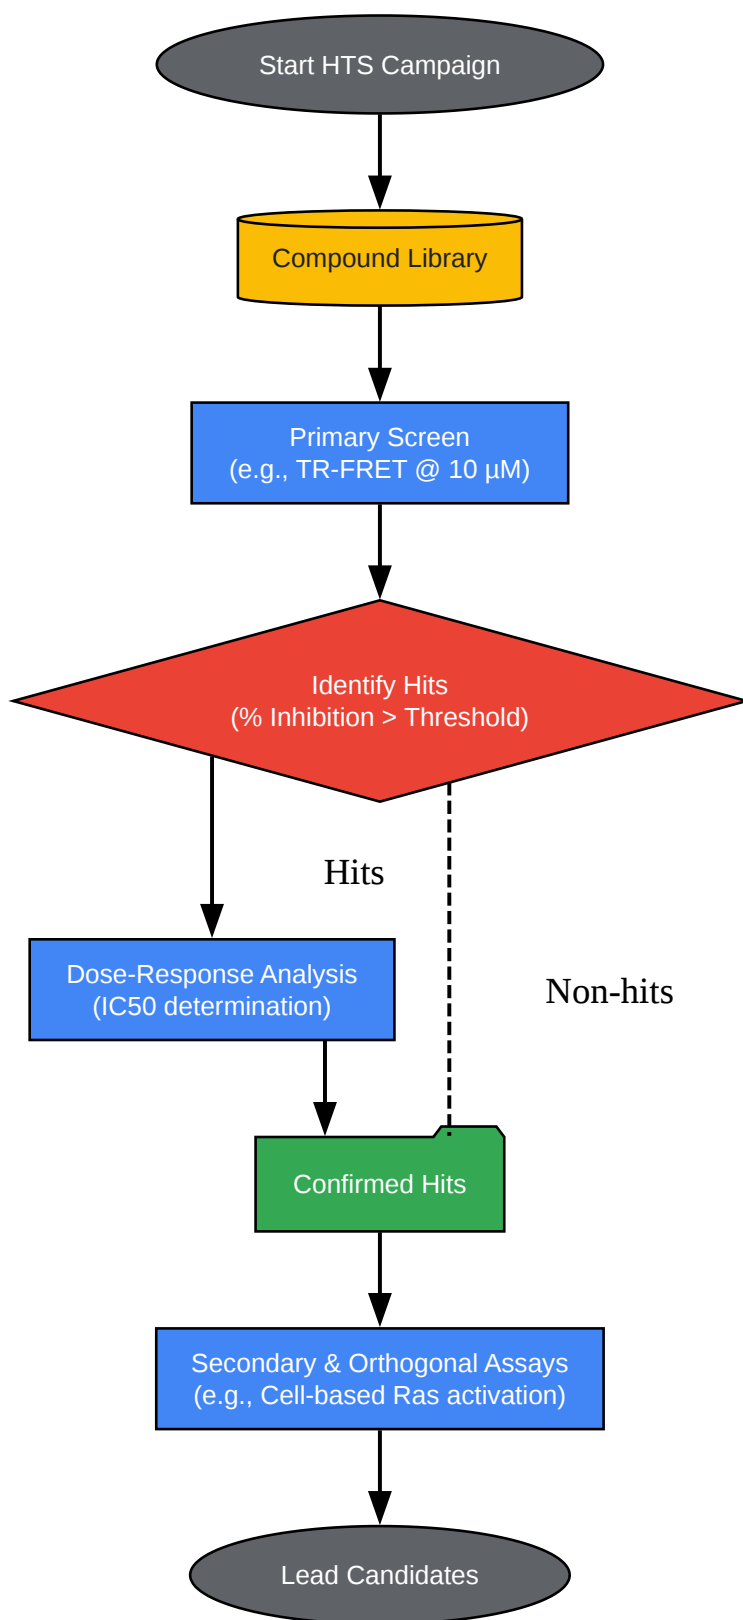 Start HTS Campaign
Compound Library
Primary Screen
(e.g., TR-FRET @ 10 µM)
Identify Hits
(% Inhibition > Threshold)
Hits
Dose-Response Analysis
(IC50 determination)
Non-hits
Confirmed Hits
Secondary & Orthogonal Assays
(e.g., Cell-based Ras activation)
Lead Candidates